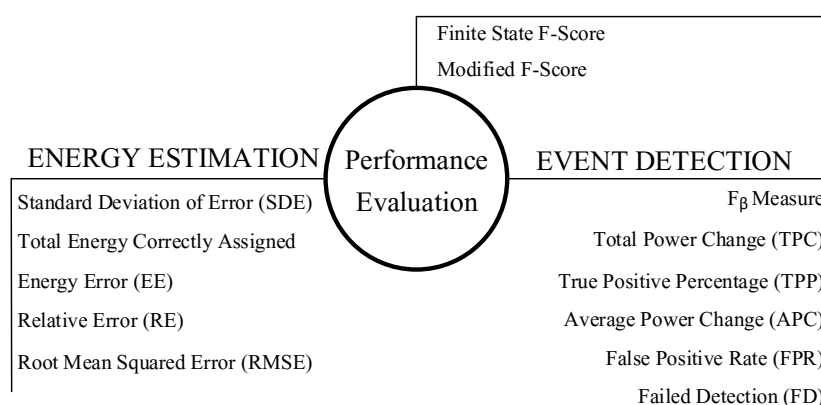 Finite State F-Score
Modified F-Score
Performance
Evaluation
ENERGY ESTIMATION
Standard Deviation of Error (SDE)
Total Energy Correctly Assigned
Energy Error (EE)
Relative Error (RE)
Root Mean Squared Error (RMSE)
EVENT DETECTION
Fβ Measure
Total Power Change (TPC)
True Positive Percentage (TPP)
Average Power Change (APC)
False Positive Rate (FPR)
Failed Detection (FD)